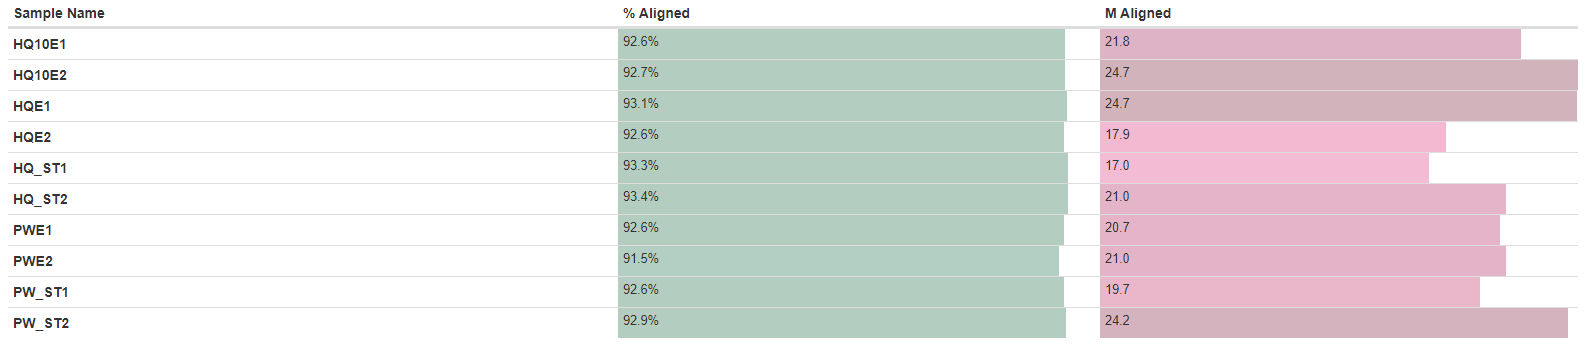 Sample Name % Aligned M Aligned
HQ10E1 92.6% 21.8
HQ10E2 92.7% 24.7
HQE1 93.1% 24.7
HQE2 92.6% 17.9
HQ_ST1 93.3% 17.0
HQ_ST2 93.4% 21.0
PWE1 92.6% 20.7
PWE2 91.5% 21.0
PW_ST1 92.6% 19.7
PW_ST2 92.9% 24.2